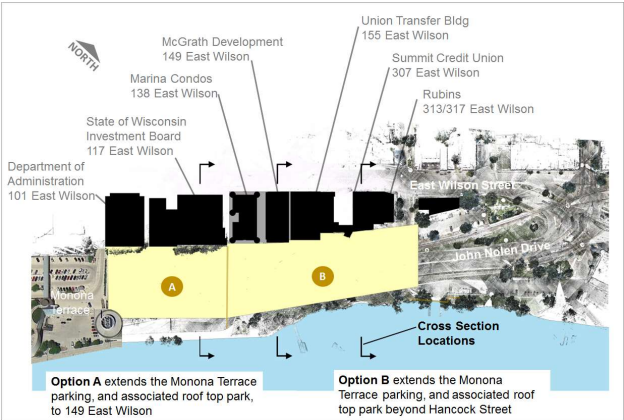 NORTH
Union Transfer Bldg
155 East Wilson
McGrath Development
149 East Wilson
Summit Credit Union
307 East Wilson
Marina Condos
138 East Wilson
Rubins
313/317 East Wilson
State of Wisconsin
Investment Board
117 East Wilson
Department of
Administration
101 East Wilson
East Wilson Street
John Nolen Drive
A
B
Monona
Terrace
Cross Section
Locations
Option A extends the Monona Terrace
parking, and associated roof top park,
to 149 East Wilson
Option B extends the Monona
Terrace parking, and associated roof
top park beyond Hancock Street